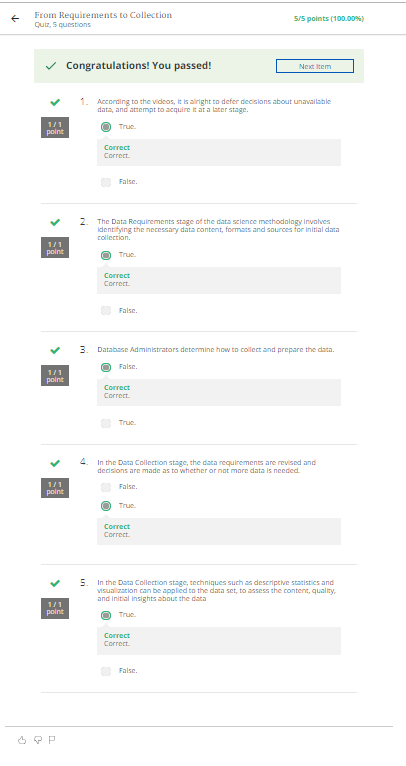 From Requirements to Collection
Quiz, 5 questions
5/5 points (100.00%)
Congratulations! You passed!
Next Item
1.
According to the videos, it is alright to defer decisions about unavailable
data, and attempt to acquire it at a later stage.
1 / 1
point
True.
Correct
Correct.
False.
2.
The Data Requirements stage of the data science methodology involves
identifying the necessary data content, formats and sources for initial data
collection.
1 / 1
point
True.
Correct
Correct.
False.
3.
Database Administrators determine how to collect and prepare the data.
1 / 1
point
False.
Correct
Correct.
True.
4.
In the Data Collection stage, the data requirements are revised and
decisions are made as to whether or not more data is needed.
1 / 1
point
False.
True.
Correct
Correct.
5.
In the Data Collection stage, techniques such as descriptive statistics and
visualization can be applied to the data set, to assess the content, quality,
and initial insights about the data
1 / 1
point
True.
Correct
Correct.
False.